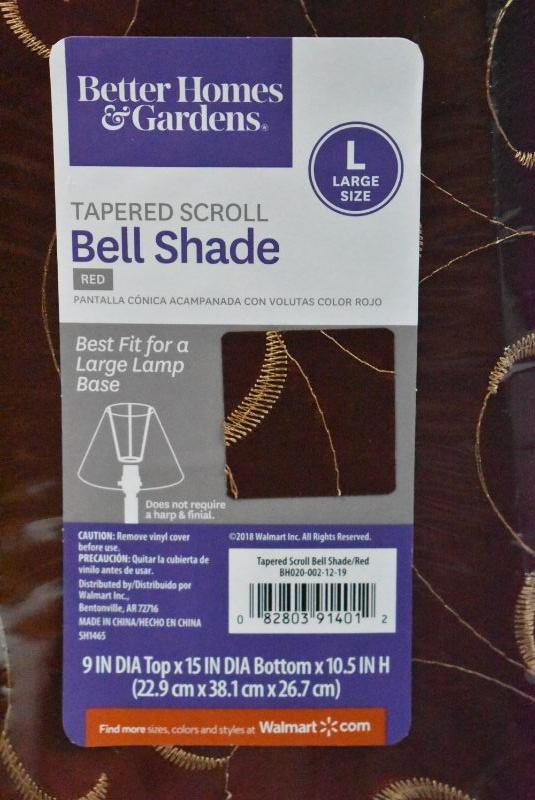 Better Homes
&Gardens®
L
LARGE
SIZE
TAPERED SCROLL
Bell Shade
RED
PANTALLA CÓNICA ACAMPANADA CON VOLUTAS COLOR ROJO
Best Fit for a
Large Lamp
Base
Does not require
a harp & finial.
CAUTION: Remove vinyl cover
before use.
PRECAUCIÓN: Quitar la cubierta de
vinilo antes de usar.
Distributed by/Distribuido por
Walmart Inc.,
Bentonville, AR 72716
MADE IN CHINA/HECHO EN CHINA
SH1465
©2018 Walmart Inc. All Rights Reserved.
Tapered Scroll Bell Shade/Red
BH020-002-12-19
0 82803 91401 2
9 IN DIA Top x 15 IN DIA Bottom x 10.5 IN H
(22.9 cm x 38.1 cm x 26.7 cm)
Find more sizes, colors and styles at Walmart com